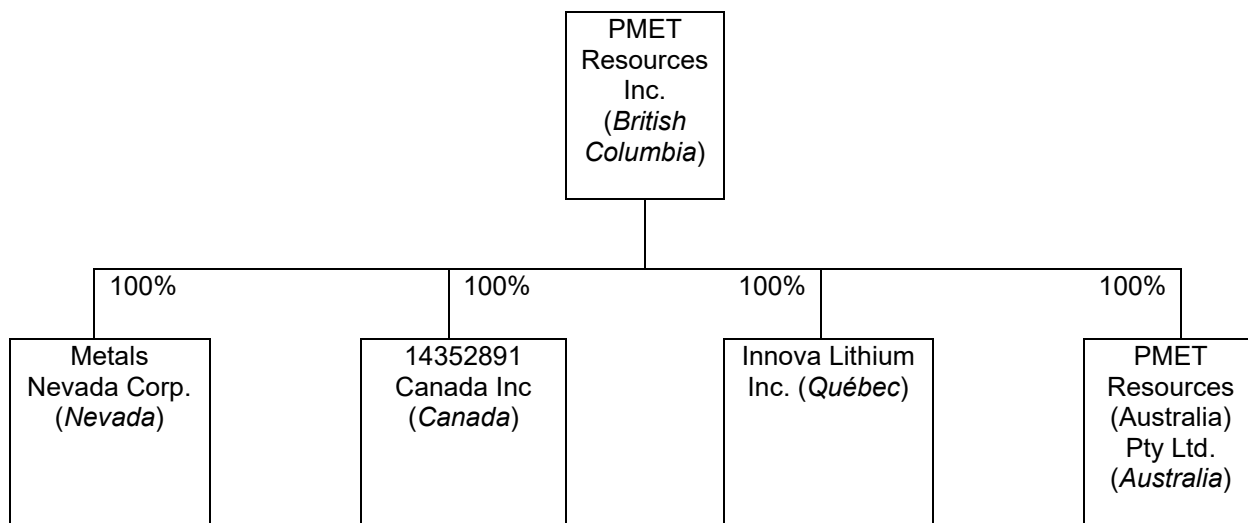 PMET
Resources
Inc.
(British
Columbia)
100%
100%
100%
100%
Metals
Nevada Corp.
(Nevada)
14352891
Canada Inc
(Canada)
Innova Lithium
Inc. (Québec)
PMET
Resources
(Australia)
Pty Ltd.
(Australia)